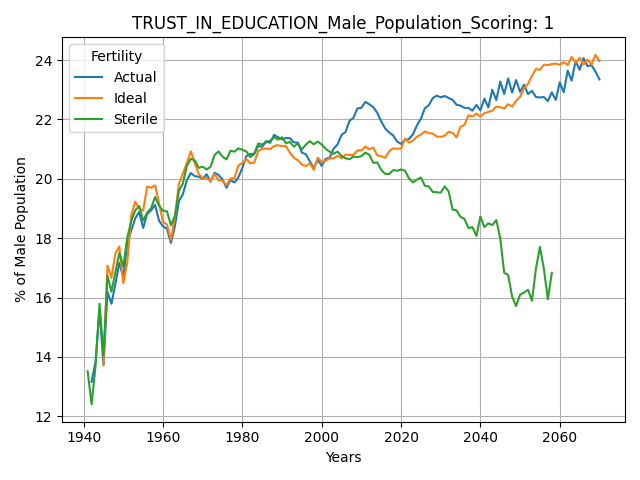 TRUST_IN_EDUCATION_Male_Population_Scoring: 1
Fertility
Actual
Ideal
Sterile
% of Male Population
24
22
20
18
16
14
12
1940
1960
1980
2000
2020
2040
2060
Years